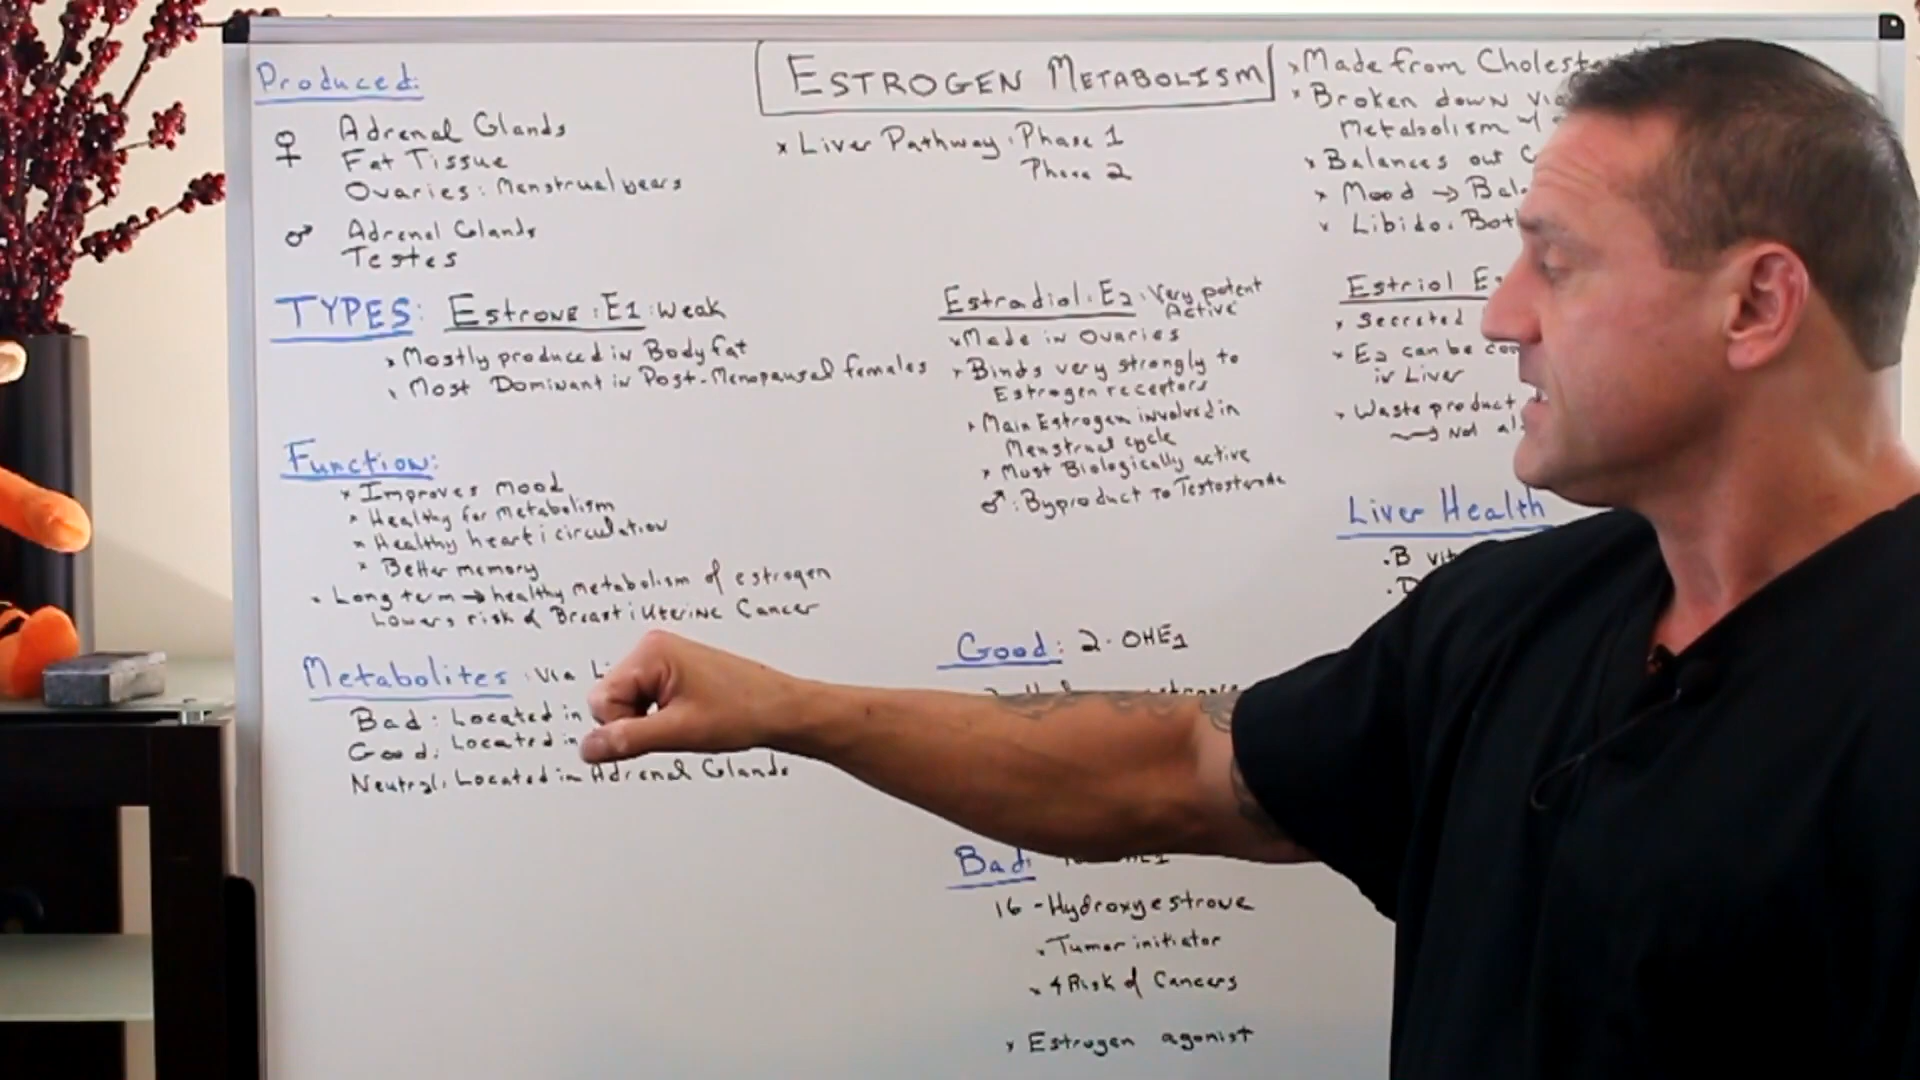 Produced:
♀ Adrenal Glands
Fat Tissue
Ovaries: Menstrual years
♂ Adrenal Glands
Testes
ESTROGEN METABOLISM
x Liver Pathway: Phase 1
Phase 2
x Made from
x Broken down via
Metabolism
x Balances out
x Mood →
x Libido.
TYPES: Estrone: E1: Weak
x Mostly produced in Body fat
x Most Dominant in Post-Menopausal females
Estradiol: E2: Very potent
Active
x Made in Ovaries
x Binds very strongly to
Estrogen receptors
x Main Estrogen involved in
Menstrual cycle
x Most Biologically active
♂: Byproduct to Testosterone
Estriol
x Secreted
x E2 can be
in Liver
x Waste product
Not
Function:
x Improves mood
x Healthy for Metabolism
x Healthy heart & circulation
x Better memory
x Long term → healthy metabolism of estrogen
Lowers risk of Breast & Uterine Cancer
Liver Health
. B
Metabolites: Via
Bad: Located in
Good: Located in
Neutral: Located in Adrenal Glands
Good: 2-OHE1
Bad:
16-Hydroxyestrone
x Tumor initiator
x ↑ Risk of Cancers
x Estrogen agonist